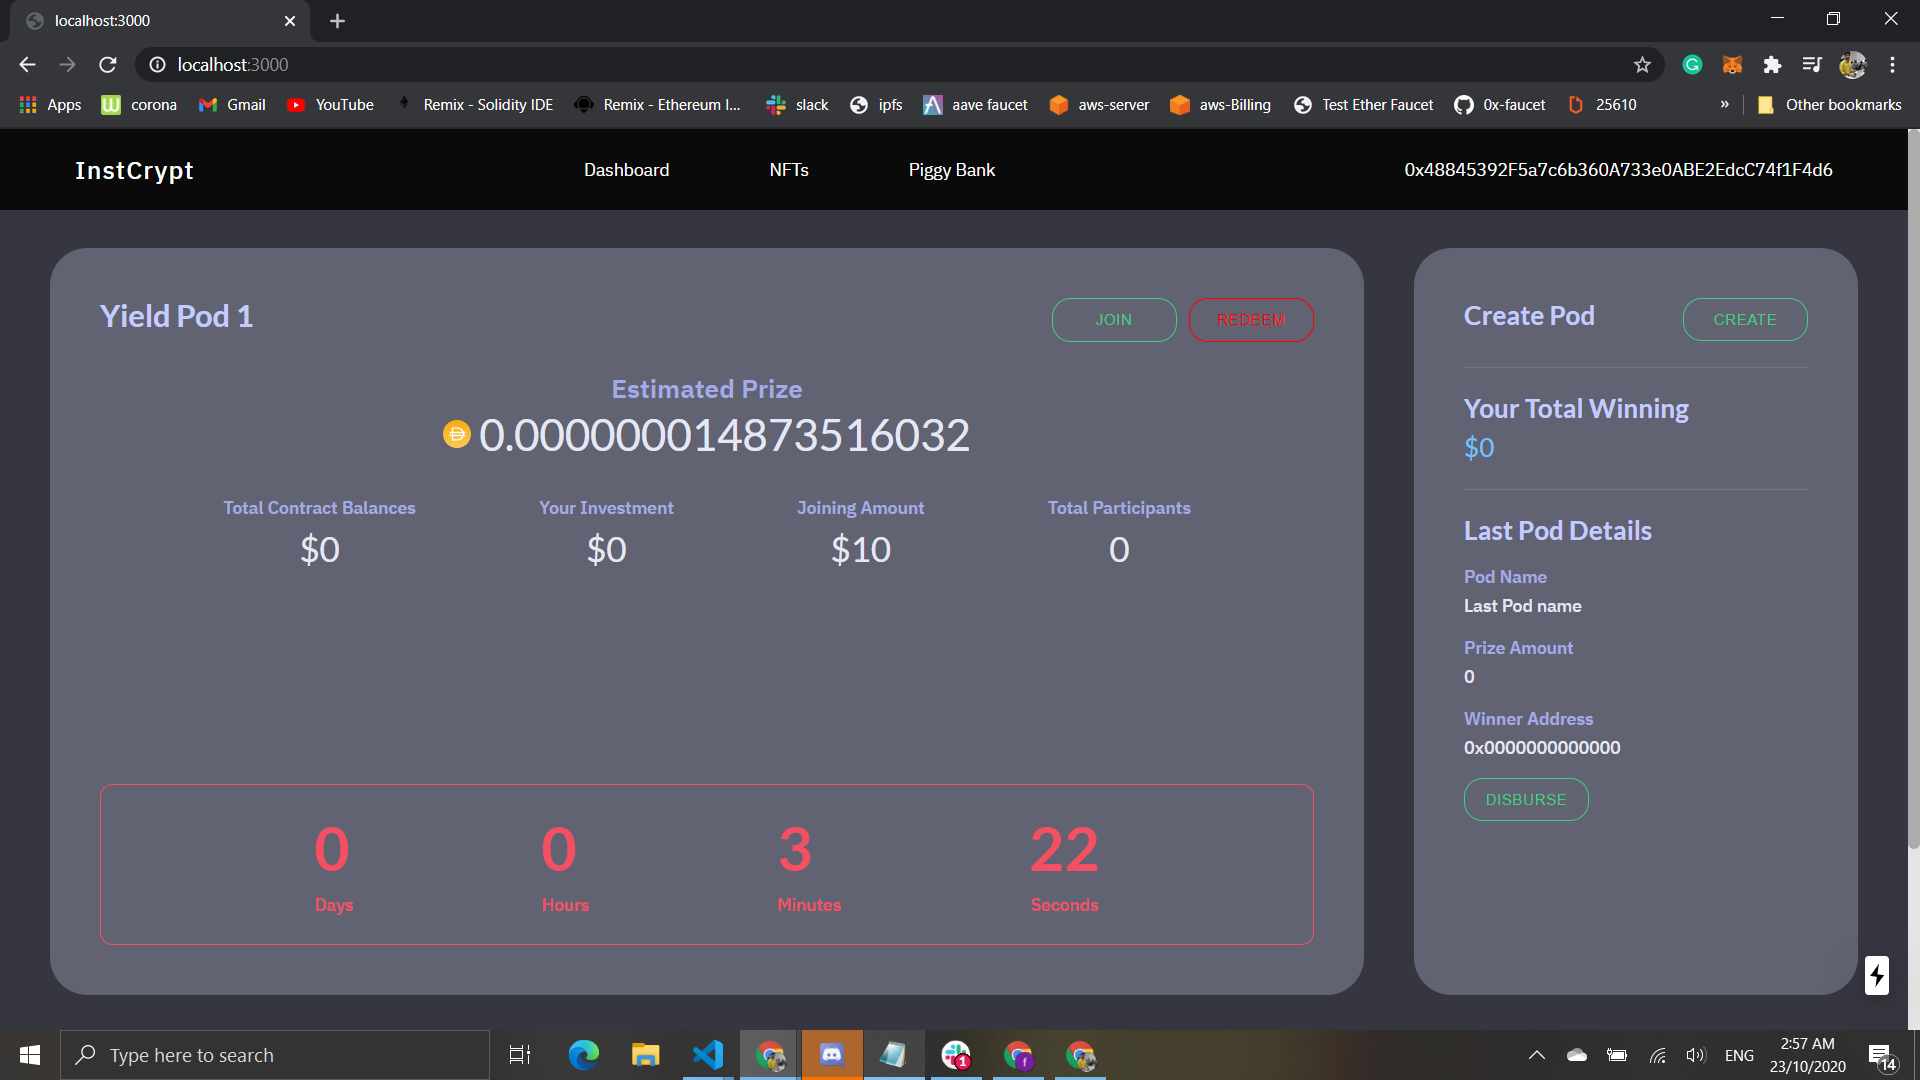 localhost:3000
localhost:3000
Apps corona Gmail YouTube Remix - Solidity IDE Remix - Ethereum I... slack ipfs aave faucet aws-server aws-Billing Test Ether Faucet 0x-faucet 25610 » Other bookmarks
InstCrypt Dashboard NFTs Piggy Bank 0x48845392F5a7c6b360A733e0ABE2EdcC74f1F4d6
Yield Pod 1 JOIN REDEEM
Estimated Prize
0.000000014873516032
Total Contract Balances Your Investment Joining Amount Total Participants
$0 $0 $10 0
0 0 3 22
Days Hours Minutes Seconds
Create Pod CREATE
Your Total Winning
$0
Last Pod Details
Pod Name
Last Pod name
Prize Amount
0
Winner Address
0x0000000000000
DISBURSE
Type here to search
1
f
ENG
2:57 AM
23/10/2020
14